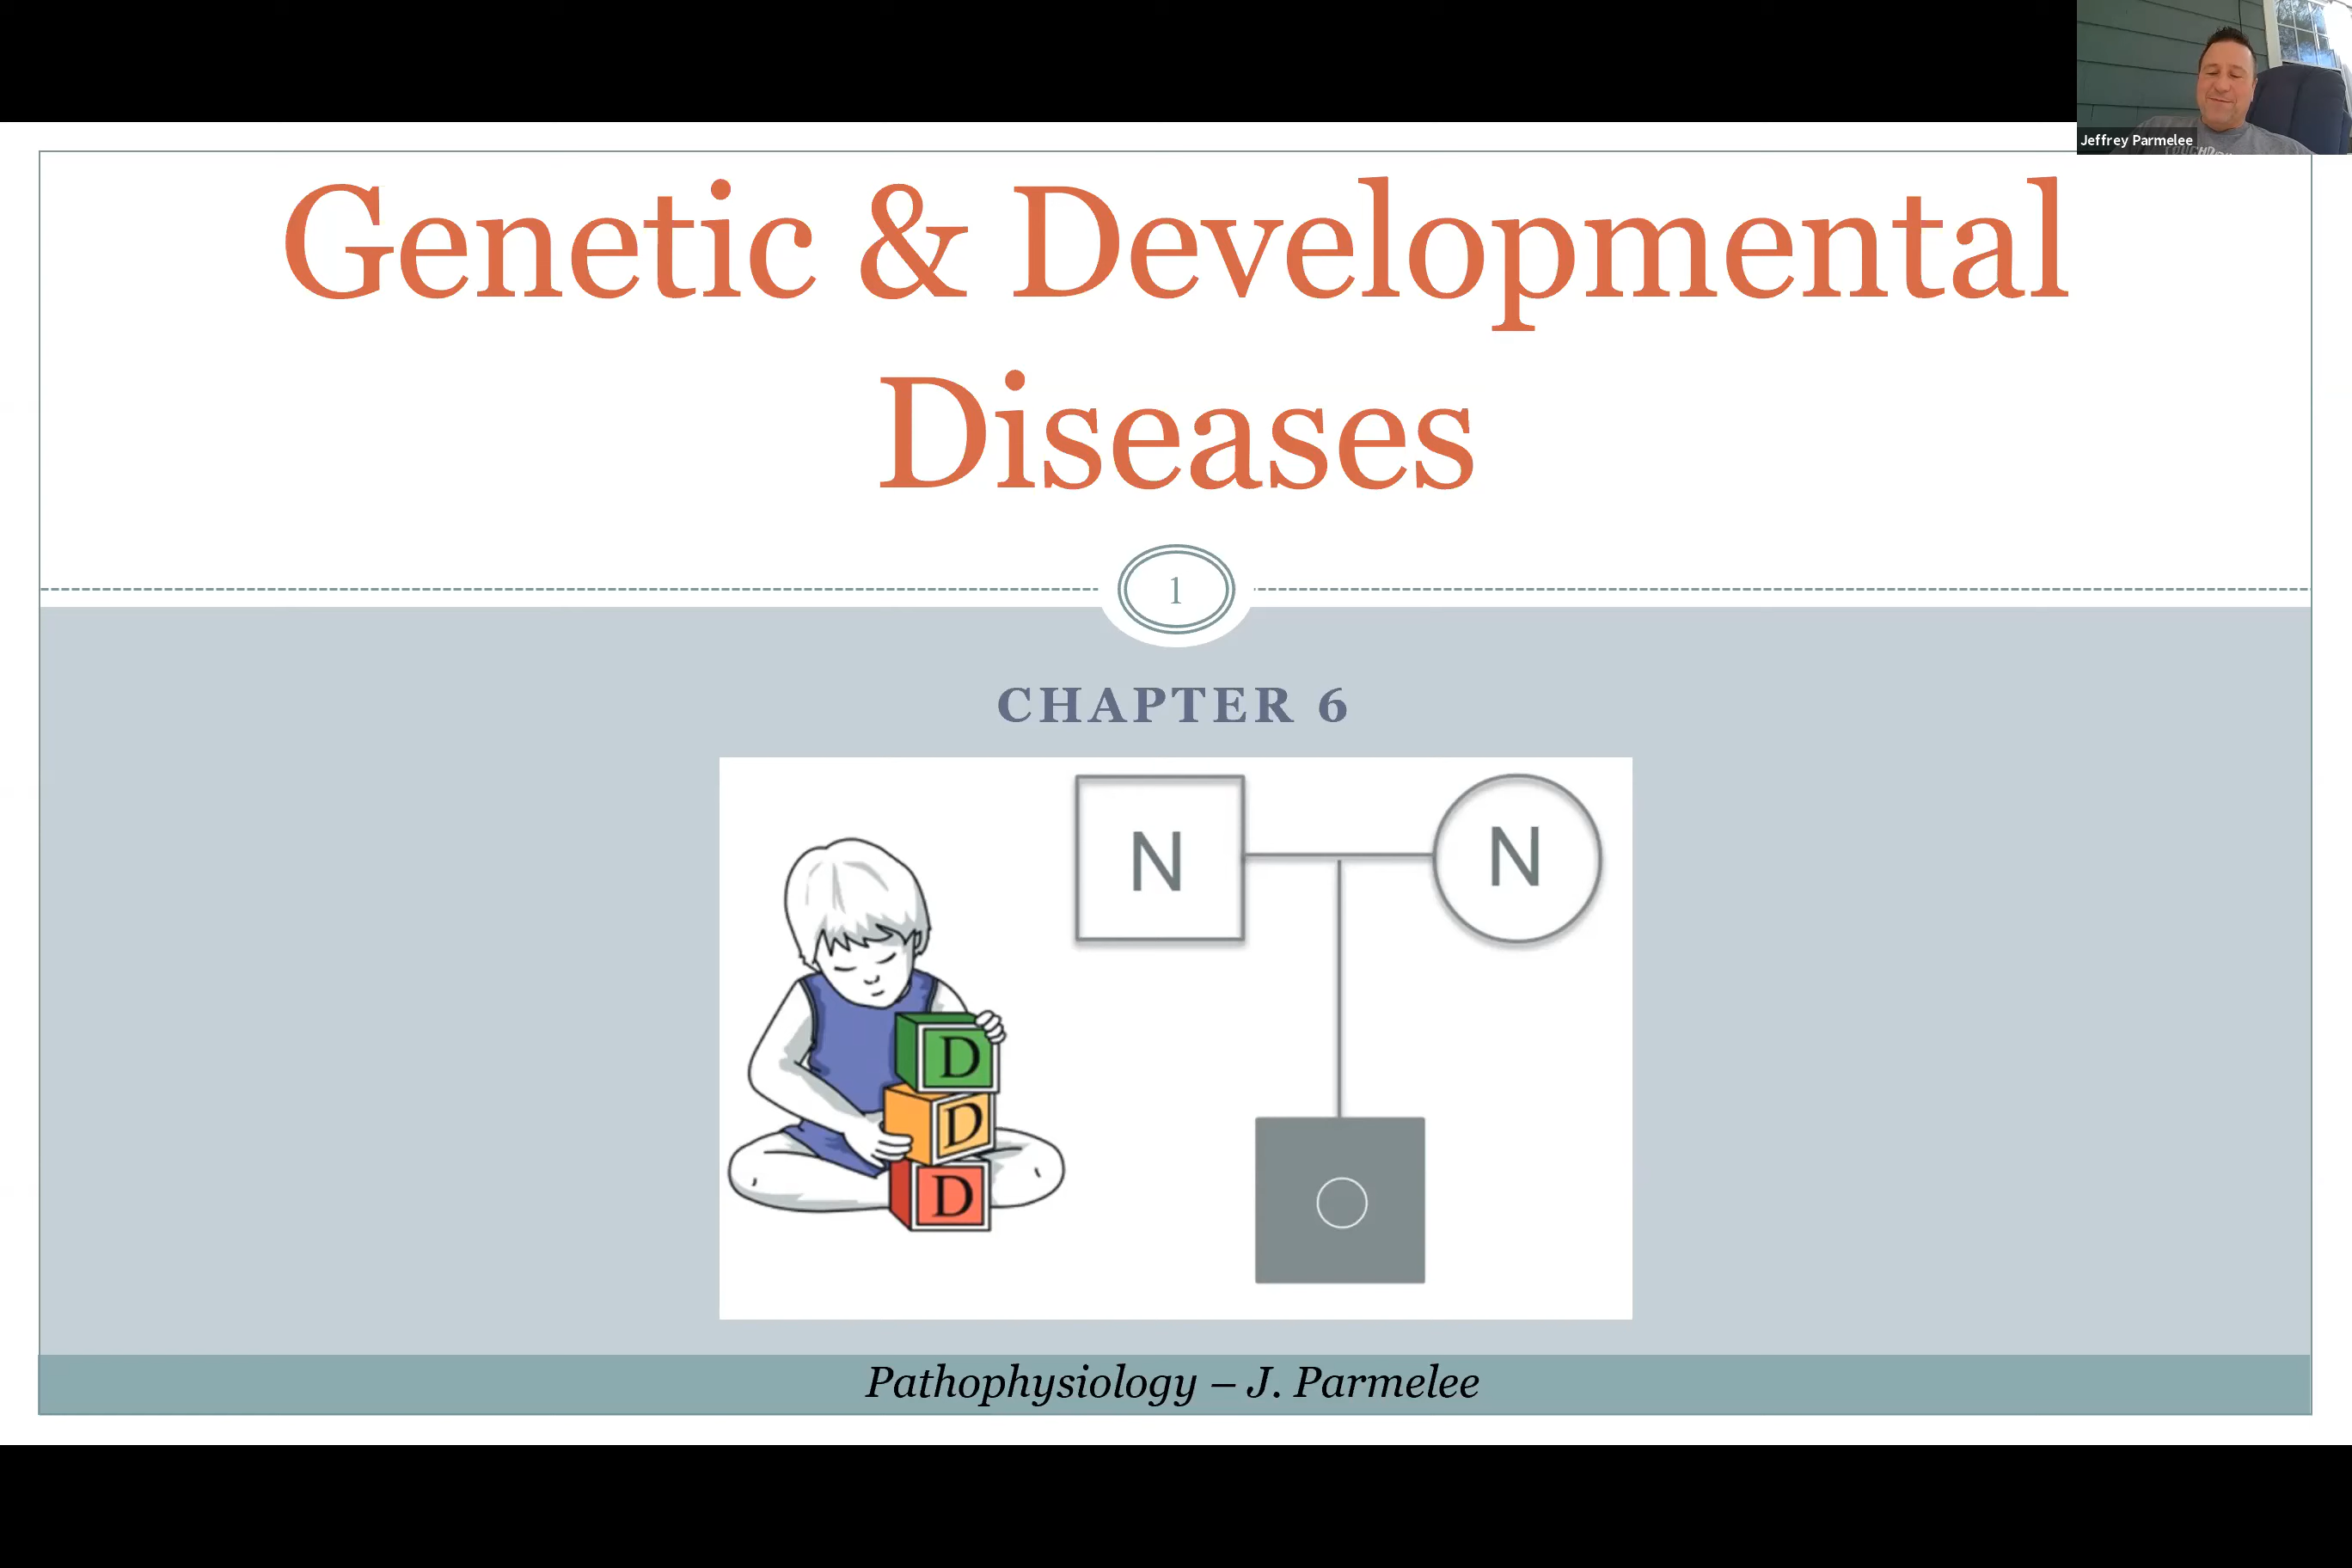 Jeffrey Parmelee
Genetic & Developmental
Diseases
1
CHAPTER 6
N
N
D
D
D
Pathophysiology – J. Parmelee